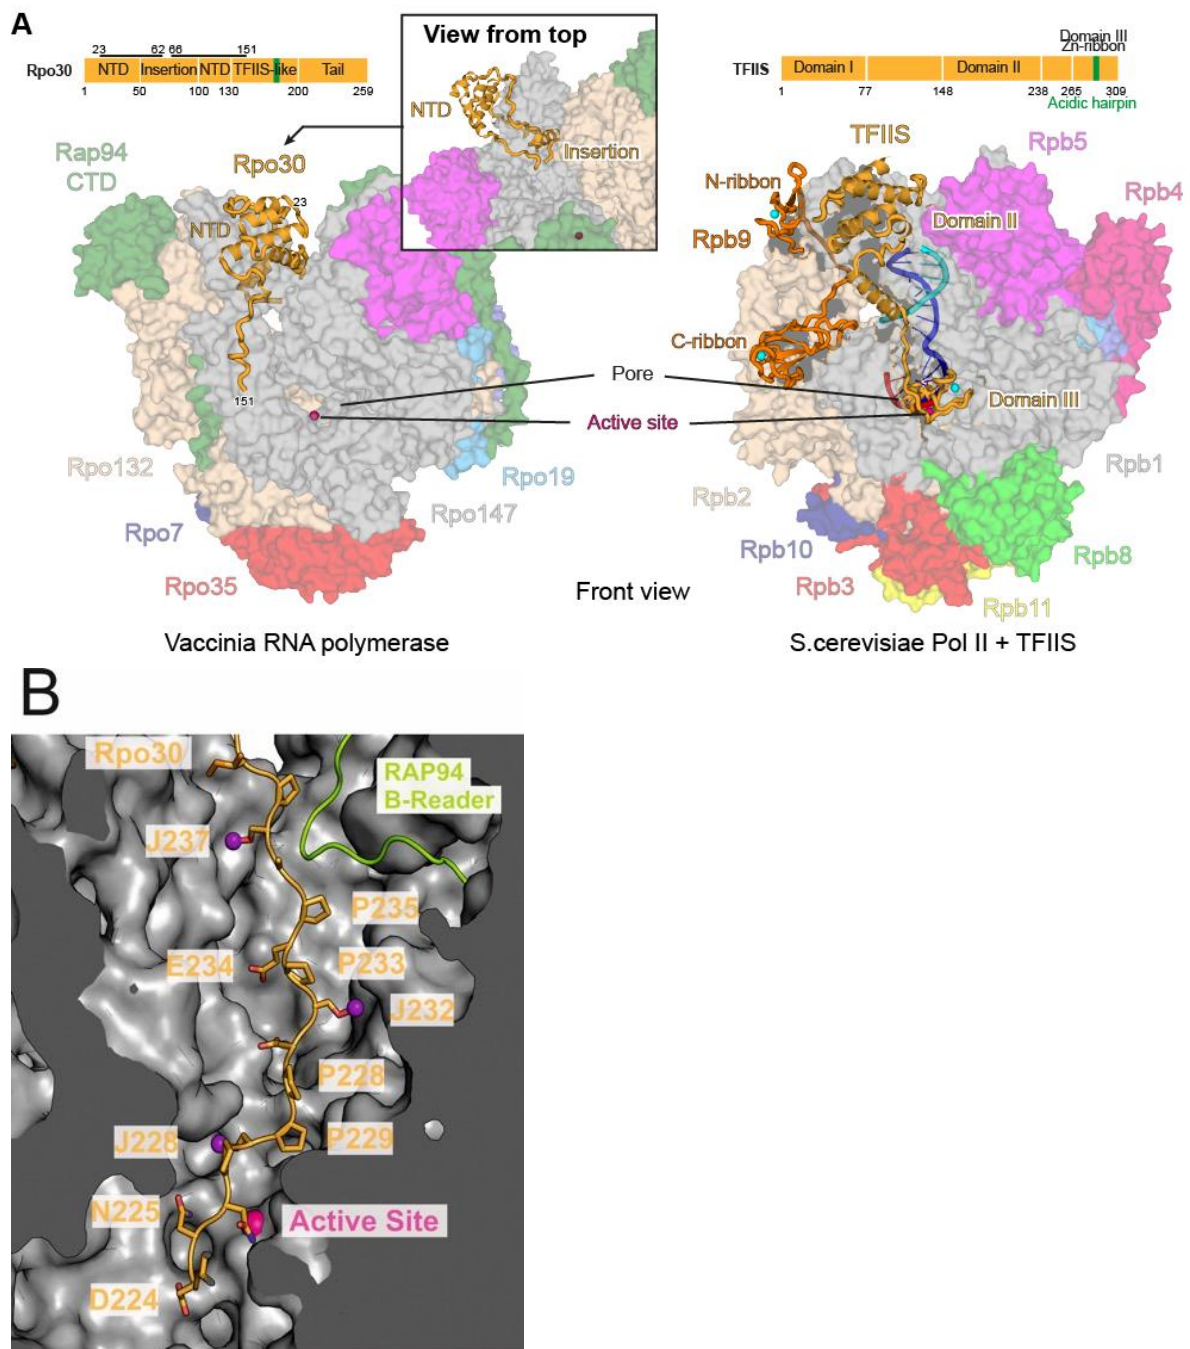 A
View from top
NTD
Insertion
23 62 66 151
Rpo30 NTD Insertion NTD TFIIS-like Tail
1 50 100 130 200 259
Domain III
Zn-ribbon
TFIIS Domain I Domain II
1 77 148 238 265 309
Acidic hairpin
Rap94
CTD
Rpo30
23
NTD
151
Rpo132
Rpo7
Rpo35
Rpo147
Rpo19
Pore
Active site
TFIIS
Rpb5
Rpb4
N-ribbon
Rpb9
Domain II
C-ribbon
Domain III
Rpb1
Rpb2
Rpb10
Rpb3
Rpb8
Rpb11
Front view
Vaccinia RNA polymerase
S.cerevisiae Pol II + TFIIS
B
Rpo30
RAP94
B-Reader
J237
P235
E234
P233
J232
P228
J228
P229
N225
Active Site
D224